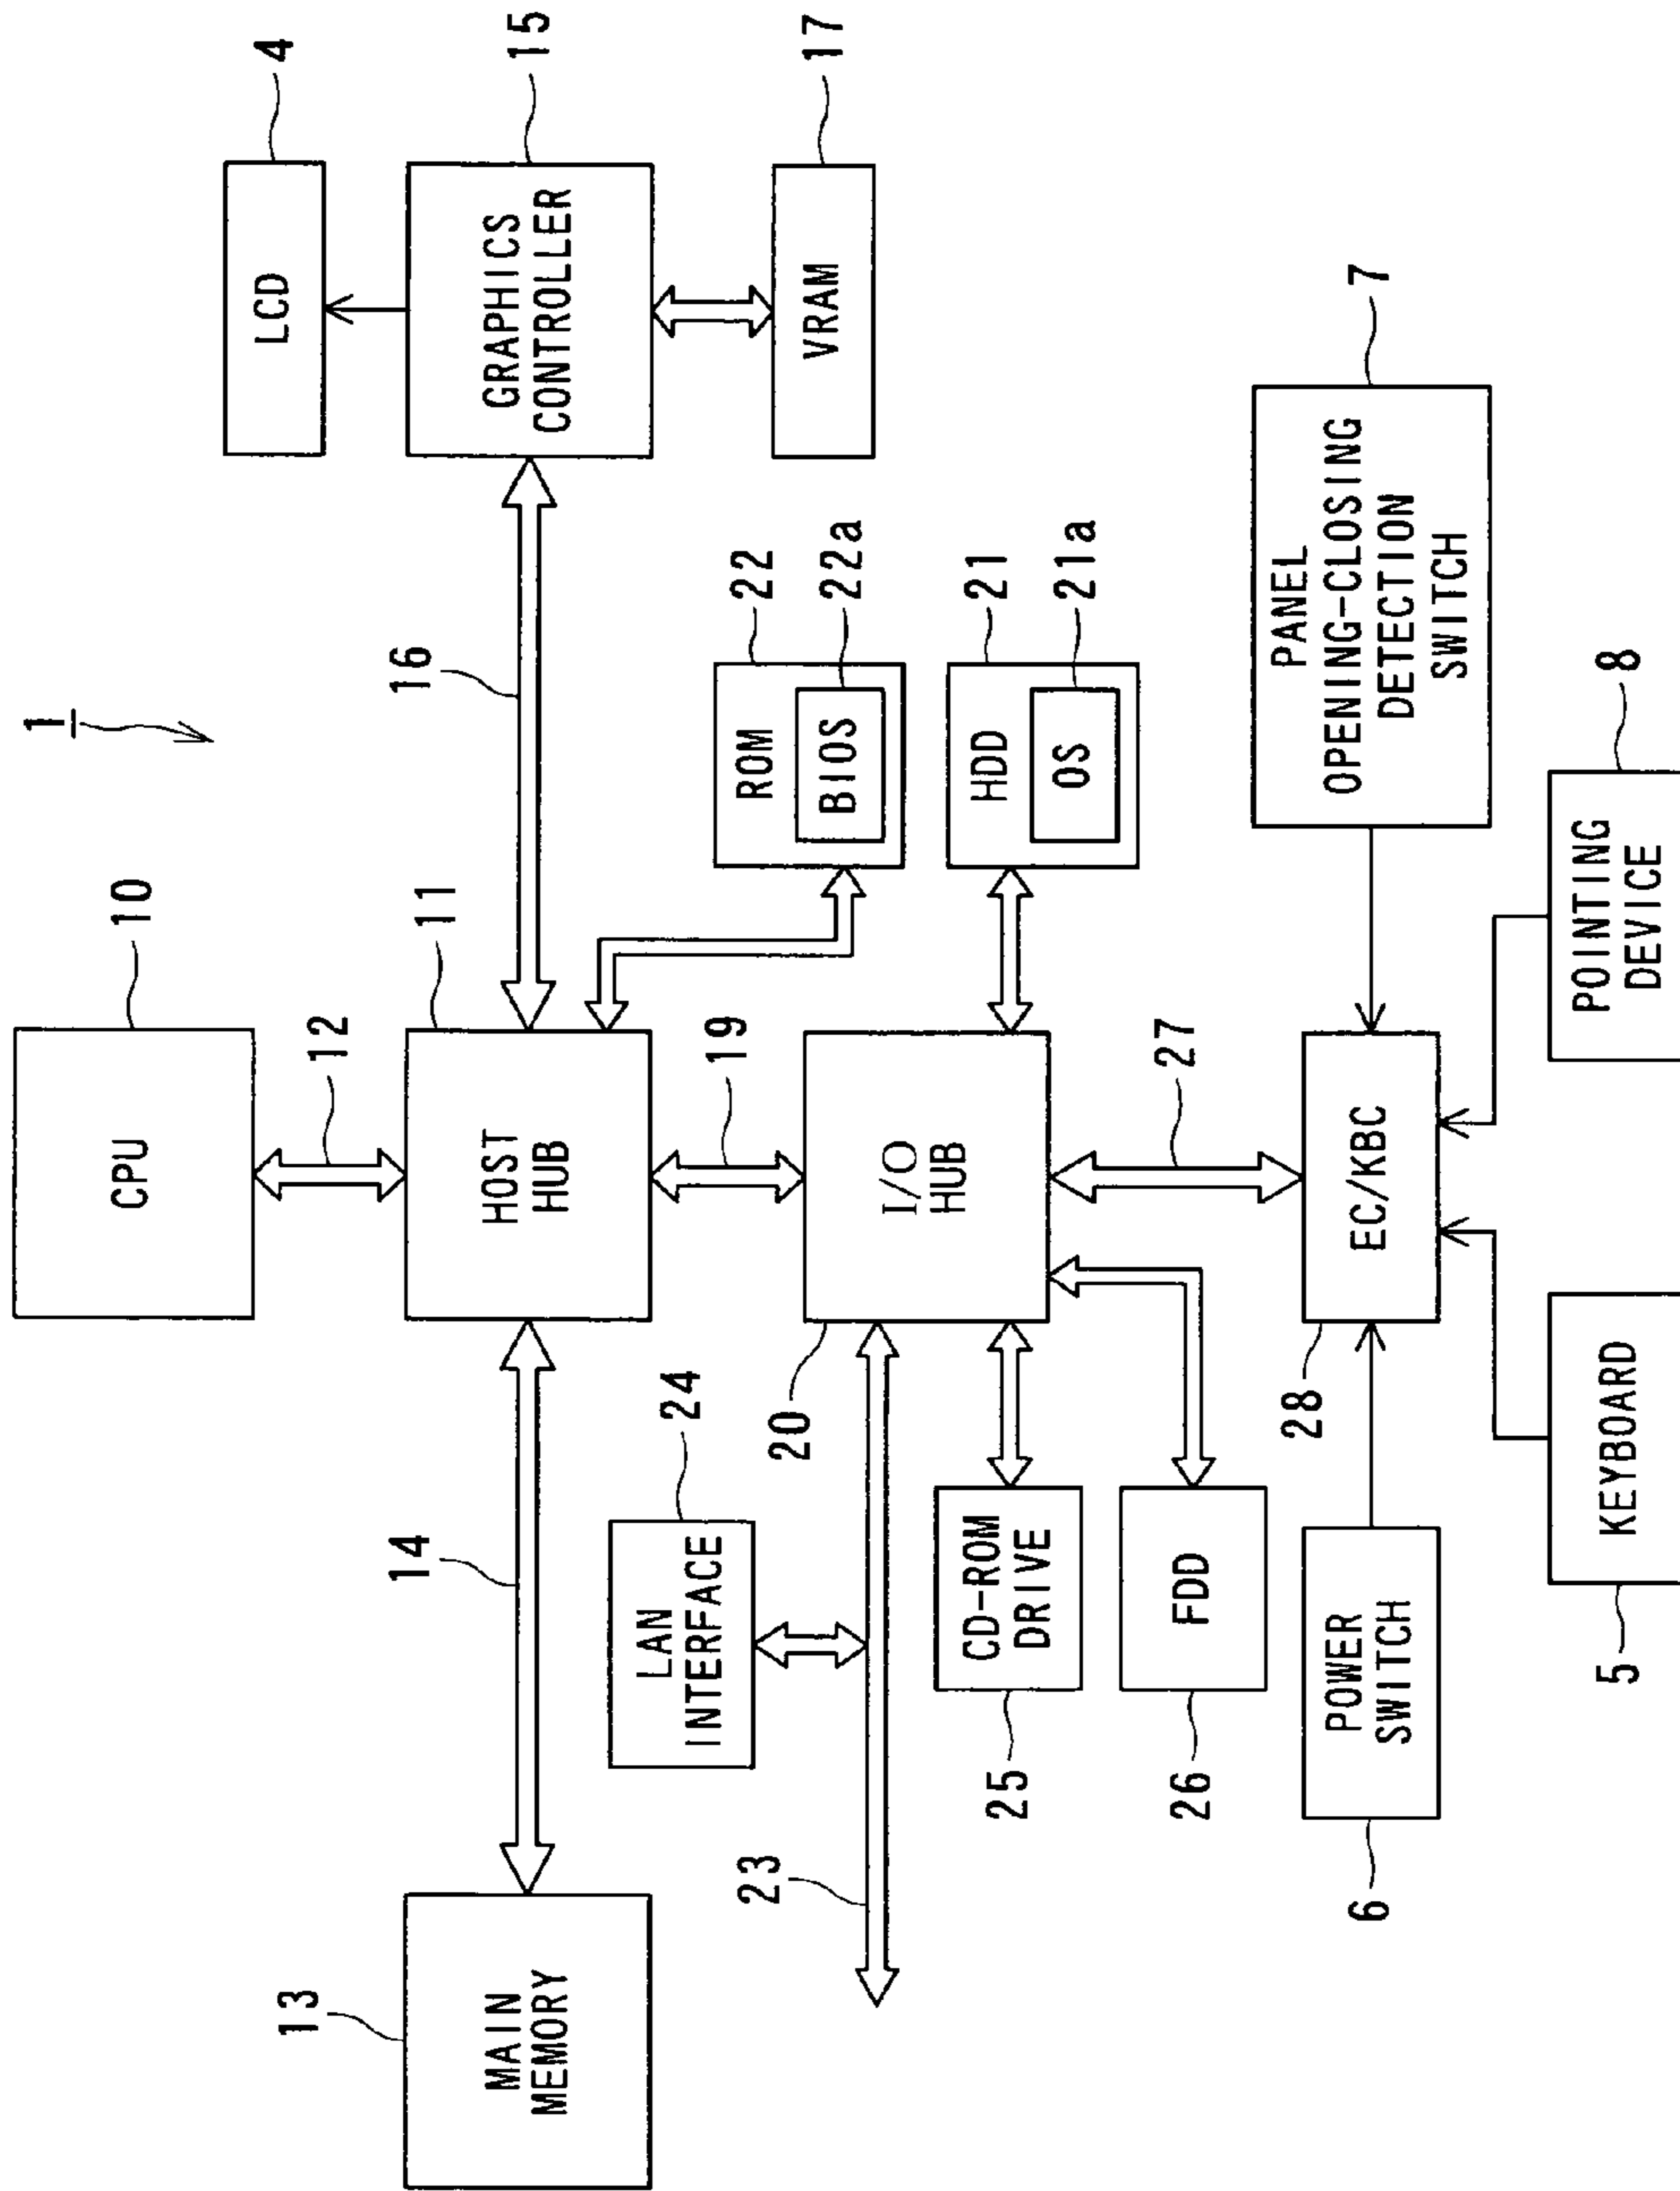 1
CPU
10
12
LCD
4
MAIN
MEMORY
13
14
HOST
HUB
11
16
GRAPHICS
CONTROLLER
15
19
ROM
22
BIOS
22a
VRAM
17
LAN
INTERFACE
24
23
I/O
HUB
20
HDD
21
OS
21a
CD-ROM
DRIVE
25
FDD
26
27
POWER
SWITCH
6
EC/KBC
28
PANEL
OPENING-CLOSING
DETECTION
SWITCH
7
KEYBOARD
5
POINTING
DEVICE
8